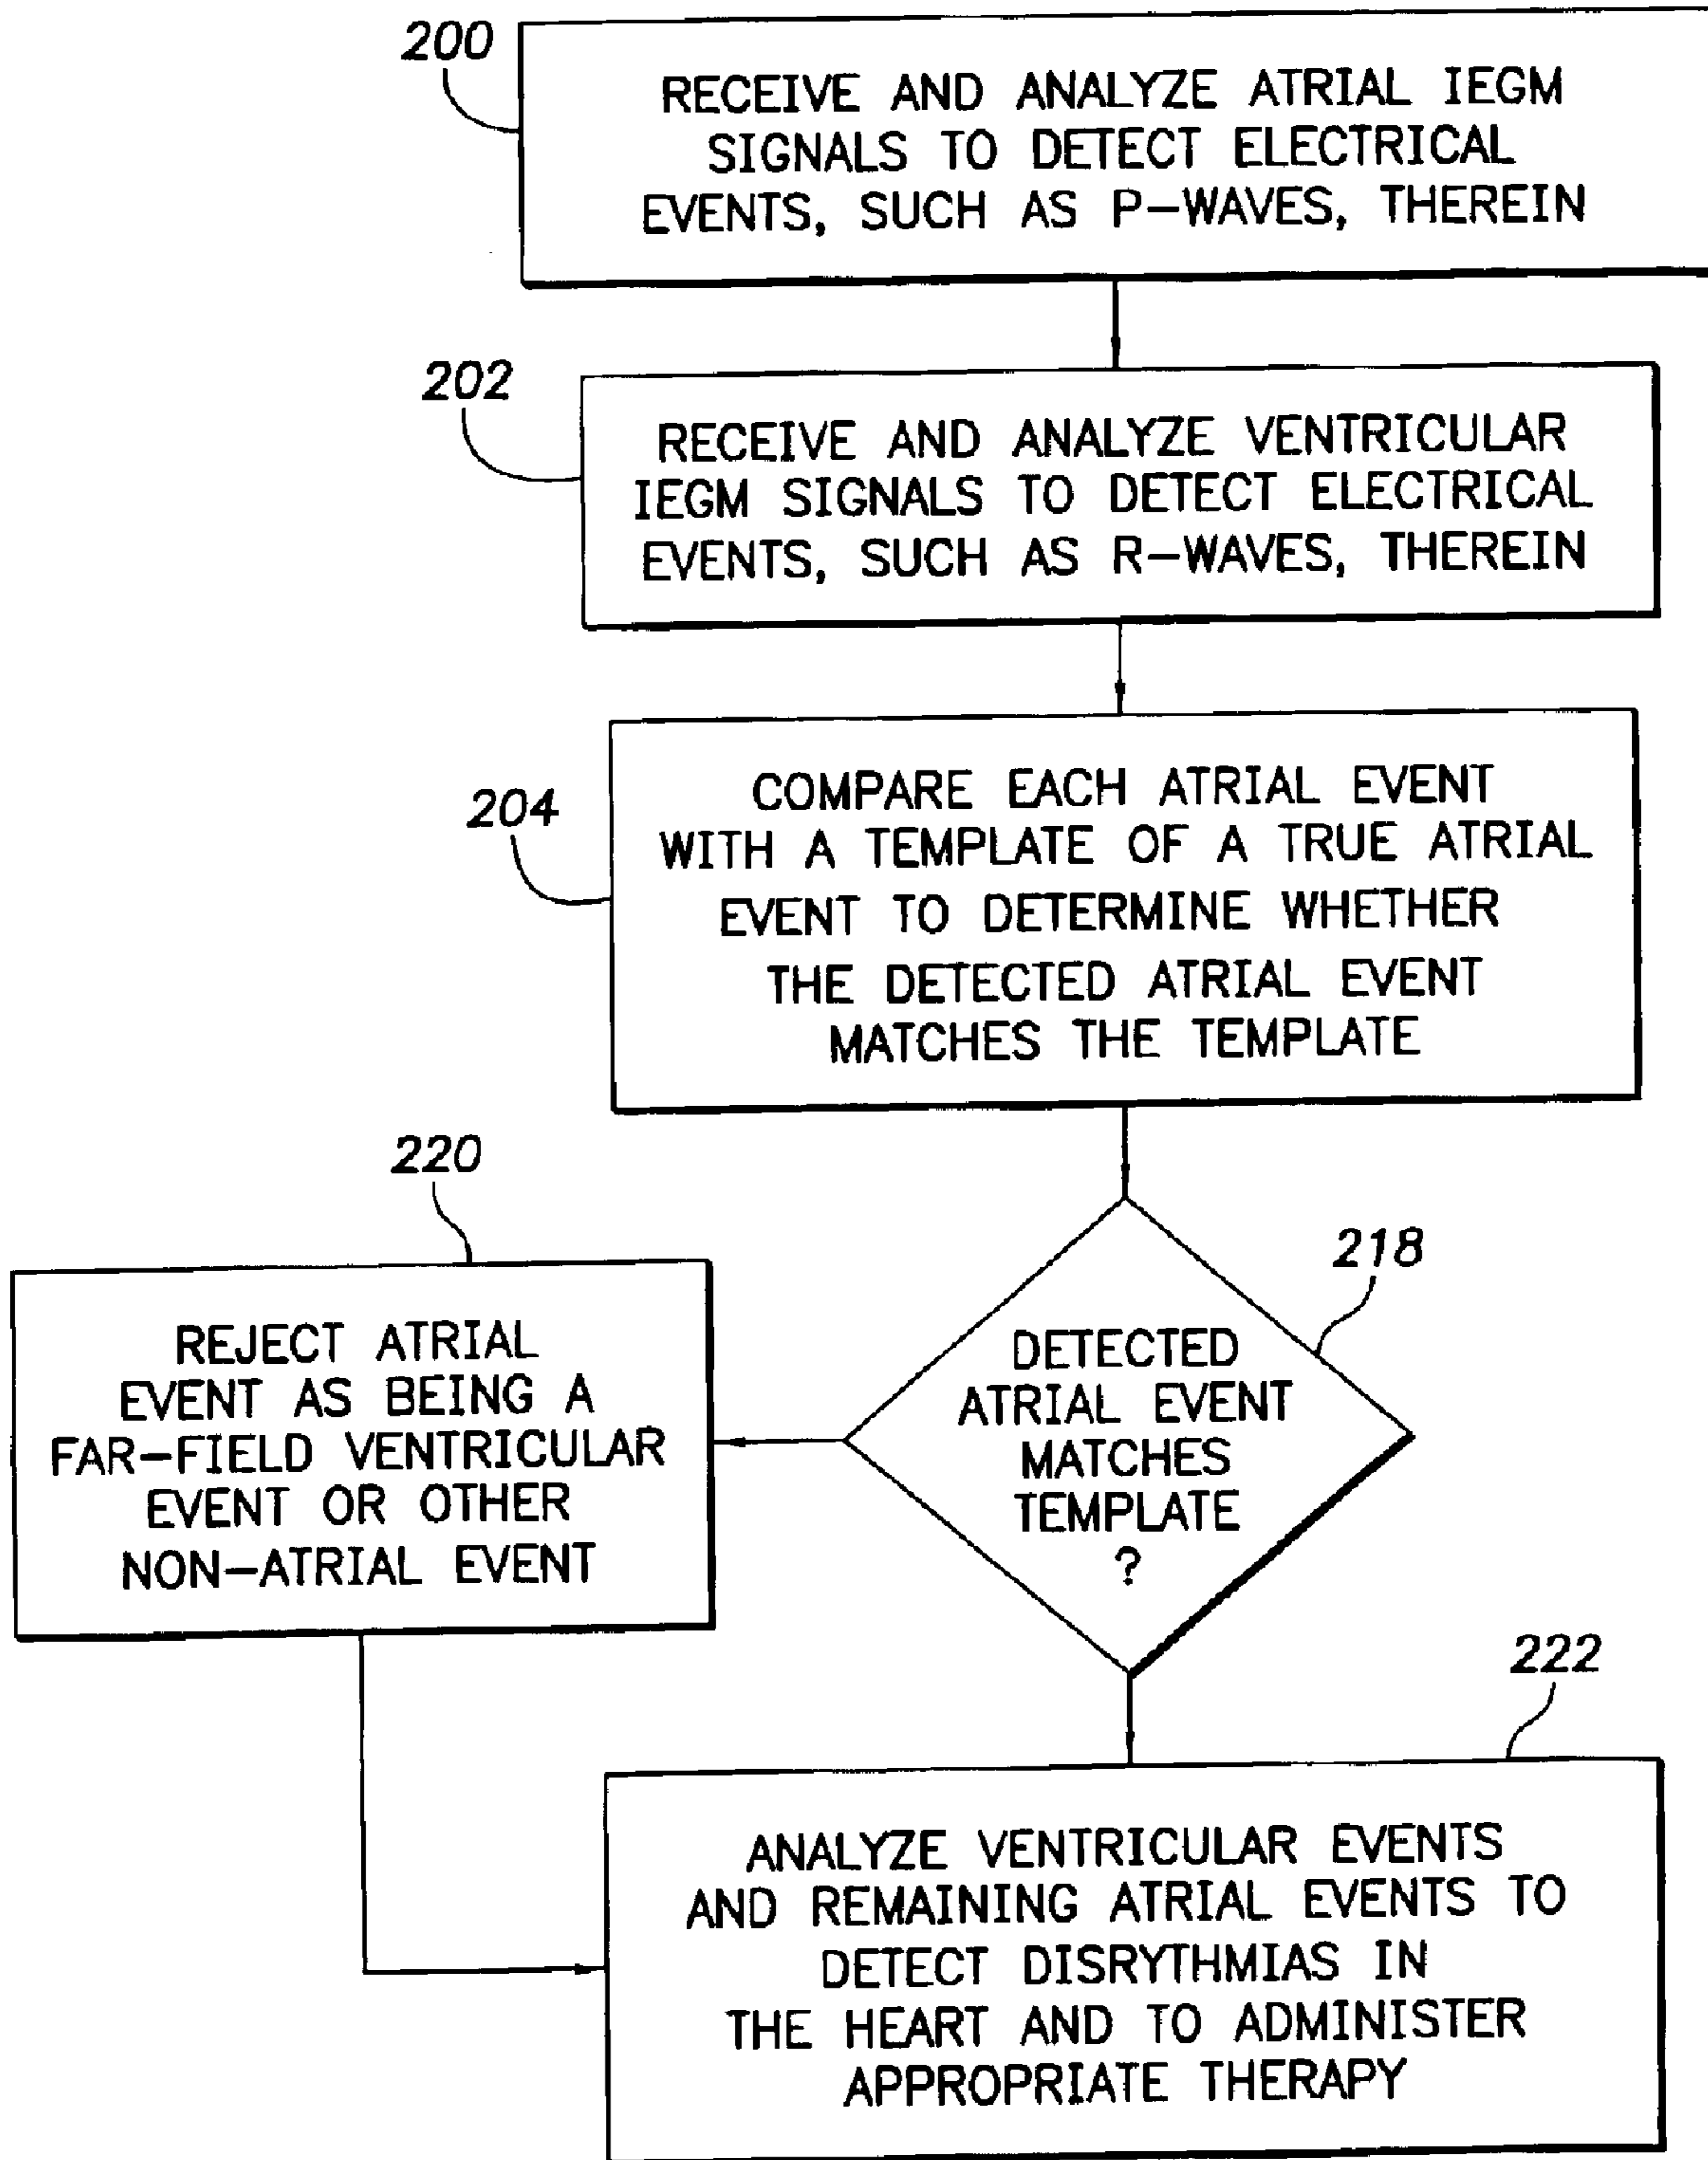 200
RECEIVE AND ANALYZE ATRIAL IEGM
SIGNALS TO DETECT ELECTRICAL
EVENTS, SUCH AS P-WAVES, THEREIN
202
RECEIVE AND ANALYZE VENTRICULAR
IEGM SIGNALS TO DETECT ELECTRICAL
EVENTS, SUCH AS R-WAVES, THEREIN
204
COMPARE EACH ATRIAL EVENT
WITH A TEMPLATE OF A TRUE ATRIAL
EVENT TO DETERMINE WHETHER
THE DETECTED ATRIAL EVENT
MATCHES THE TEMPLATE
220
REJECT ATRIAL
EVENT AS BEING A
FAR-FIELD VENTRICULAR
EVENT OR OTHER
NON-ATRIAL EVENT
218
DETECTED
ATRIAL EVENT
MATCHES
TEMPLATE
?
222
ANALYZE VENTRICULAR EVENTS
AND REMAINING ATRIAL EVENTS TO
DETECT DISRYTHMIAS IN
THE HEART AND TO ADMINISTER
APPROPRIATE THERAPY